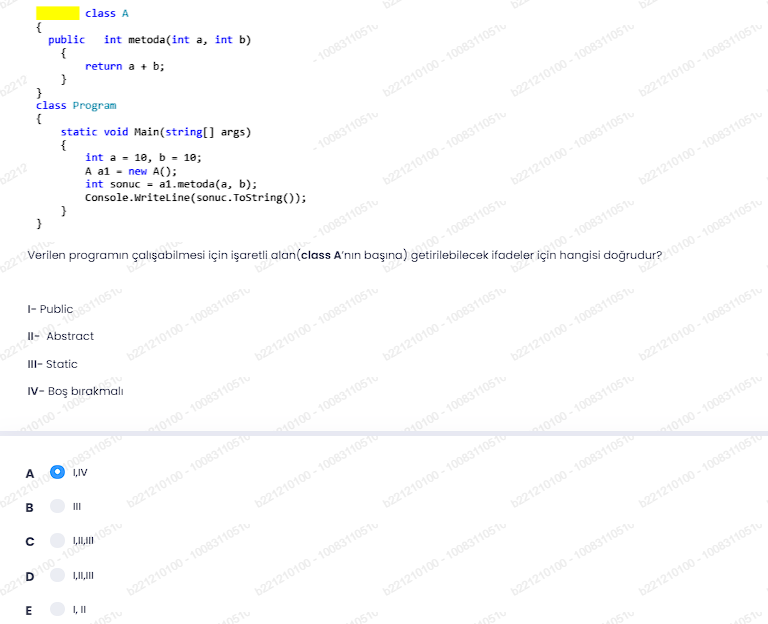 class A
{
public int metoda(int a, int b)
{
return a + b;
}
}
class Program
{
static void Main(string[] args)
{
int a = 10, b = 10;
A a1 = new A();
int sonuc = a1.metoda(a, b);
Console.WriteLine(sonuc.ToString());
}
}
Verilen programın çalışabilmesi için işaretli alan(class A'nın başına) getirilebilecek ifadeler için hangisi doğrudur?
I- Public
II- Abstract
III- Static
IV- Boş bırakmalı
A I,IV
B III
C I,II,III
D I,II,III
E I, II